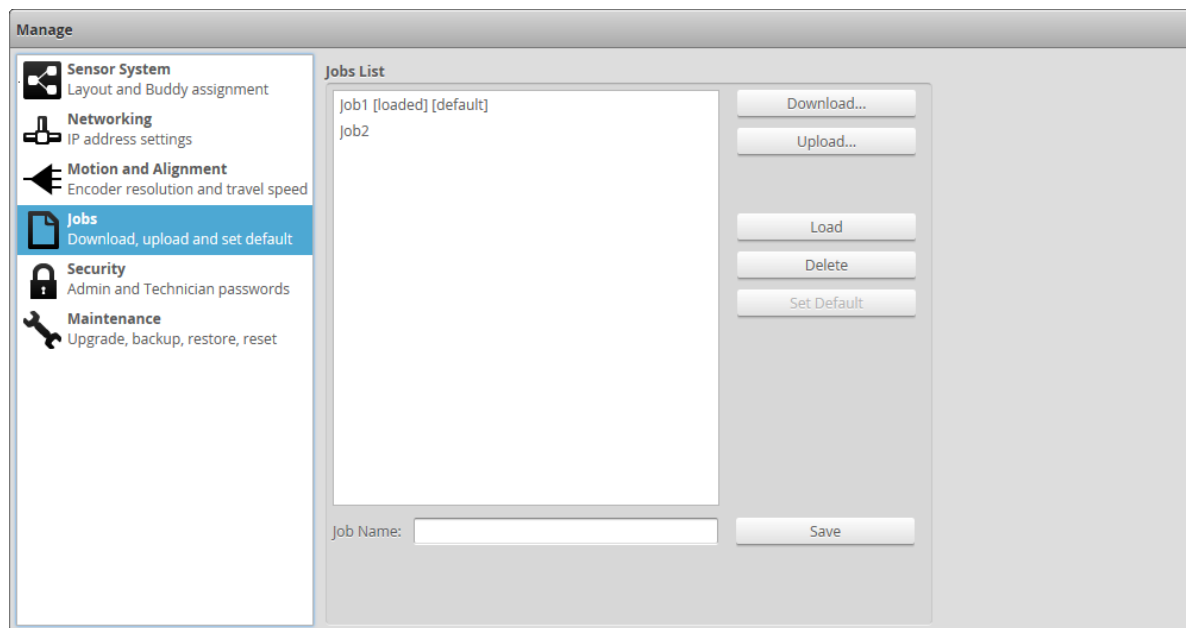 Manage
Sensor System
Layout and Buddy assignment
Networking
IP address settings
Motion and Alignment
Encoder resolution and travel speed
Jobs
Download, upload and set default
Security
Admin and Technician passwords
Maintenance
Upgrade, backup, restore, reset
Jobs List
Job1 [loaded] [default]
Job2
Download...
Upload...
Load
Delete
Set Default
Job Name:
Save